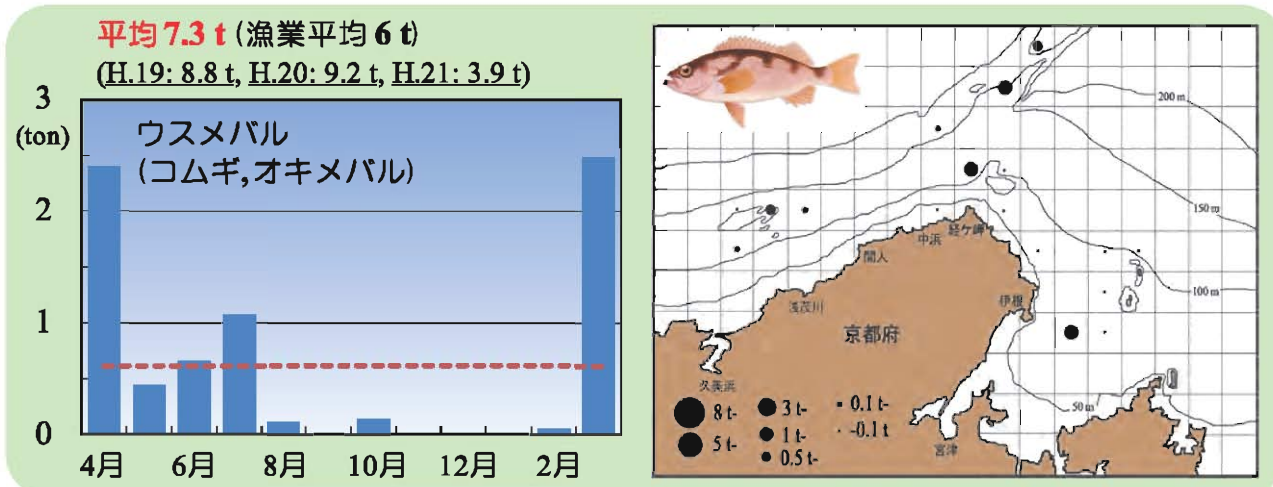 平均 7.3 t (漁業平均 6 t)
(H.19: 8.8 t, H.20: 9.2 t, H.21: 3.9 t)
3
(ton)
2
1
0
ウスメバル
(コムギ,オキメバル)
4月 6月 8月 10月 12月 2月
200 m
150 m
100 m
50 m
中浜
経ケ岬
間人
浅茂川
伊根
京都府
久美浜
宮津
8 t-
5 t-
3 t-
1 t-
0.5 t-
0.1 t-
-0.1 t